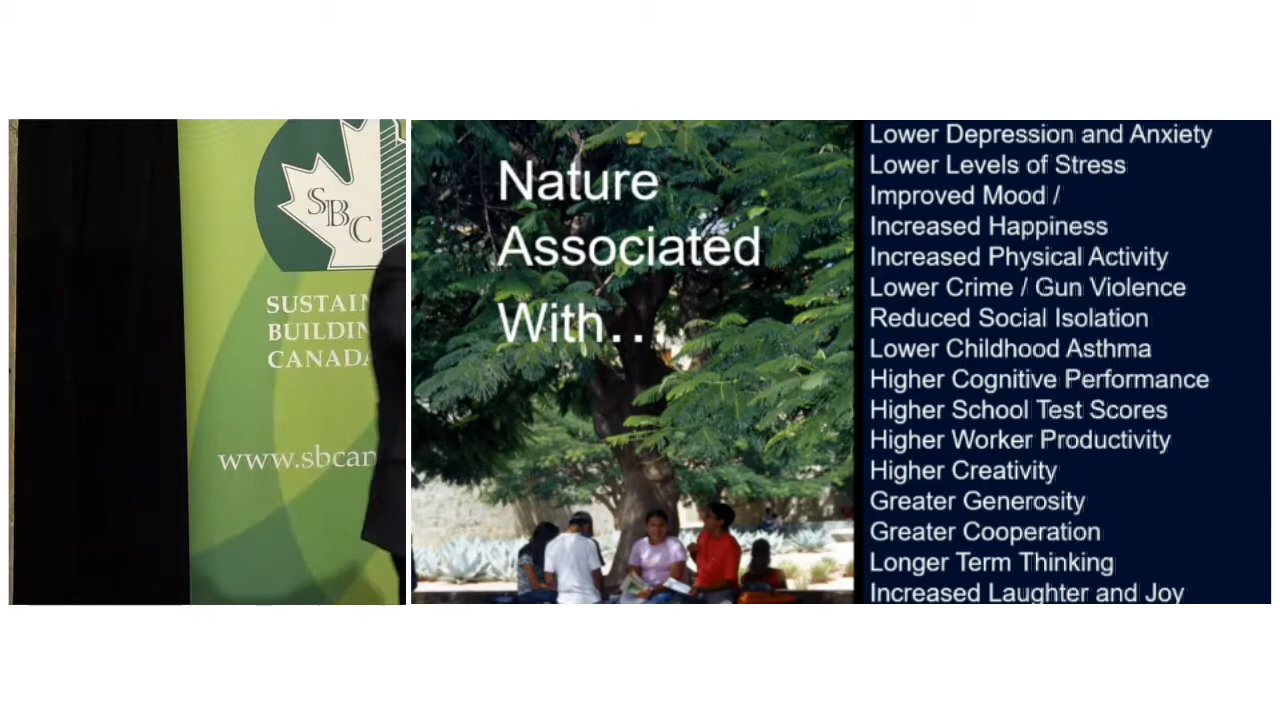 SBC
SUSTAIN
BUILDIN
CANADA
www.sbcan
Nature
Associated
With…
Lower Depression and Anxiety
Lower Levels of Stress
Improved Mood /
Increased Happiness
Increased Physical Activity
Lower Crime / Gun Violence
Reduced Social Isolation
Lower Childhood Asthma
Higher Cognitive Performance
Higher School Test Scores
Higher Worker Productivity
Higher Creativity
Greater Generosity
Greater Cooperation
Longer Term Thinking
Increased Laughter and Joy